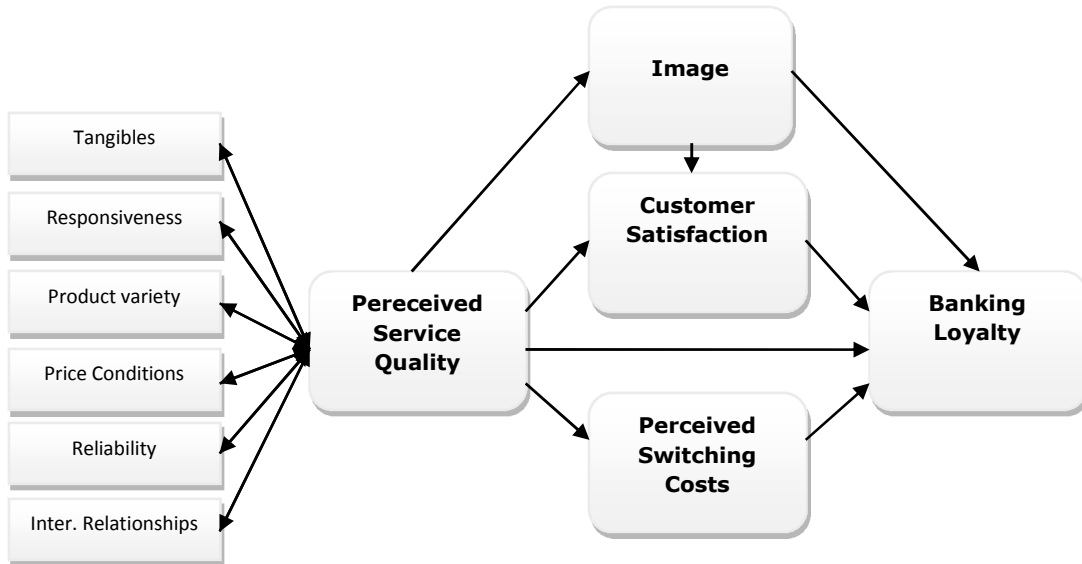 Image
Tangibles
Responsiveness
Product variety
Price Conditions
Reliability
Inter. Relationships
Pereceived
Service
Quality
Customer
Satisfaction
Perceived
Switching
Costs
Banking
Loyalty